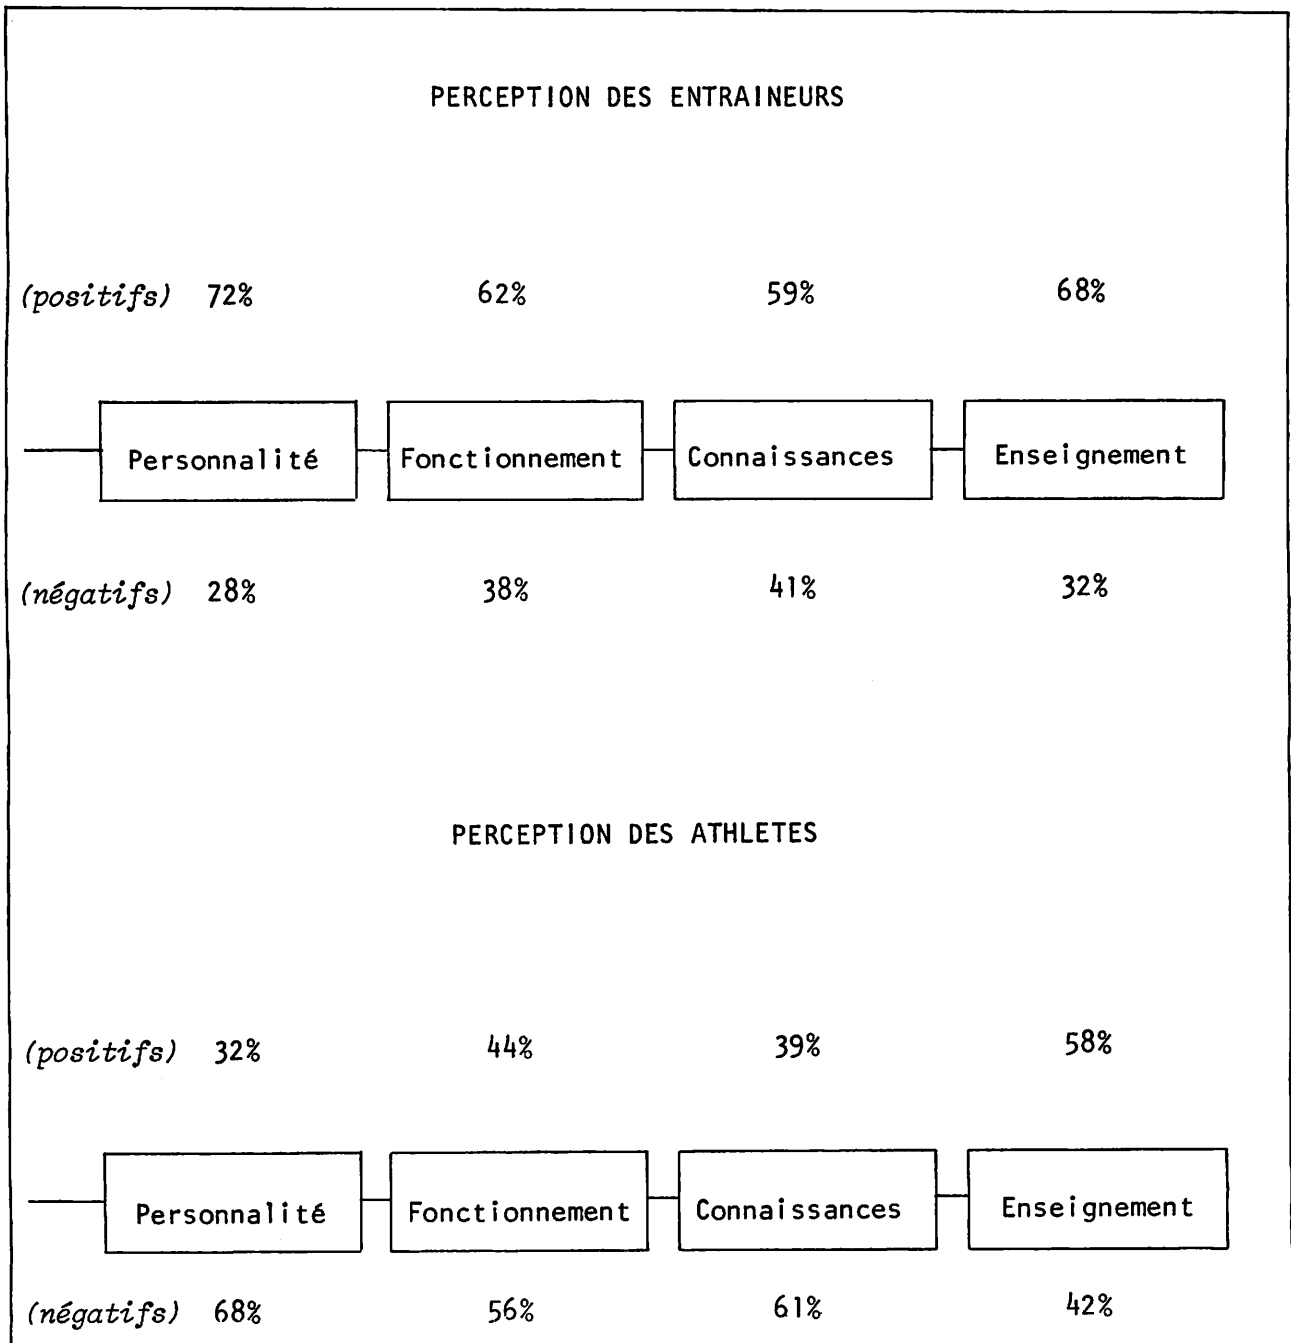 PERCEPTION DES ENTRAINEURS
(positifs) 72% 62% 59% 68%
Personnalité Fonctionnement Connaissances Enseignement
(négatifs) 28% 38% 41% 32%
PERCEPTION DES ATHLETES
(positifs) 32% 44% 39% 58%
Personnalité Fonctionnement Connaissances Enseignement
(négatifs) 68% 56% 61% 42%